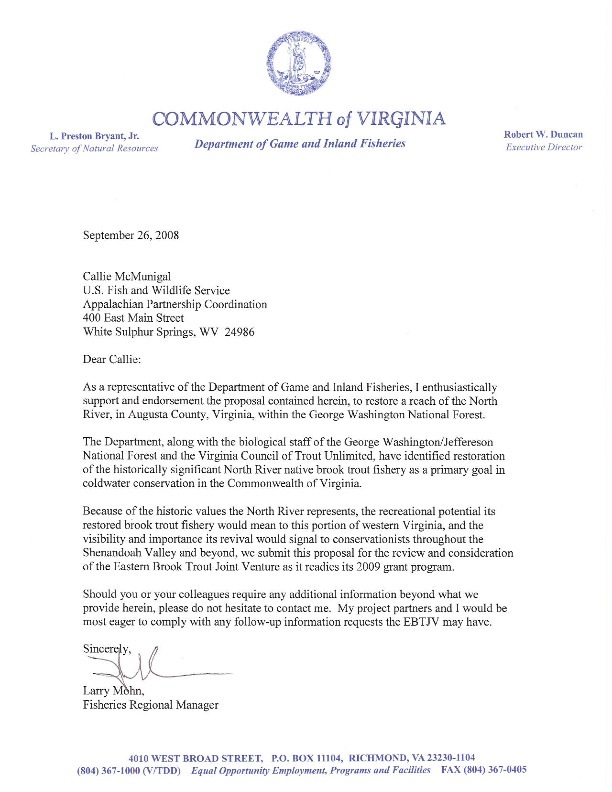 COMMONWEALTH of VIRGINIA
L. Preston Bryant, Jr.
Secretary of Natural Resources
Department of Game and Inland Fisheries
Robert W. Duncan
Executive Director
September 26, 2008
Callie McMunigal
U.S. Fish and Wildlife Service
Appalachian Partnership Coordination
400 East Main Street
White Sulphur Springs, WV 24986
Dear Callie:
As a representative of the Department of Game and Inland Fisheries, I enthusiastically
support and endorsement the proposal contained herein, to restore a reach of the North
River, in Augusta County, Virginia, within the George Washington National Forest.
The Department, along with the biological staff of the George Washington/Jeffereson
National Forest and the Virginia Council of Trout Unlimited, have identified restoration
of the historically significant North River native brook trout fishery as a primary goal in
coldwater conservation in the Commonwealth of Virginia.
Because of the historic values the North River represents, the recreational potential its
restored brook trout fishery would mean to this portion of western Virginia, and the
visibility and importance its revival would signal to conservationists throughout the
Shenandoah Valley and beyond, we submit this proposal for the review and consideration
of the Eastern Brook Trout Joint Venture as it readies its 2009 grant program.
Should you or your colleagues require any additional information beyond what we
provide herein, please do not hesitate to contact me. My project partners and I would be
most eager to comply with any follow-up information requests the EBTJV may have.
Sincerely,
Larry Mohn,
Fisheries Regional Manager
4010 WEST BROAD STREET, P.O. BOX 11104, RICHMOND, VA 23230-1104
(804) 367-1000 (V/TDD) Equal Opportunity Employment, Programs and Facilities FAX (804) 367-0405